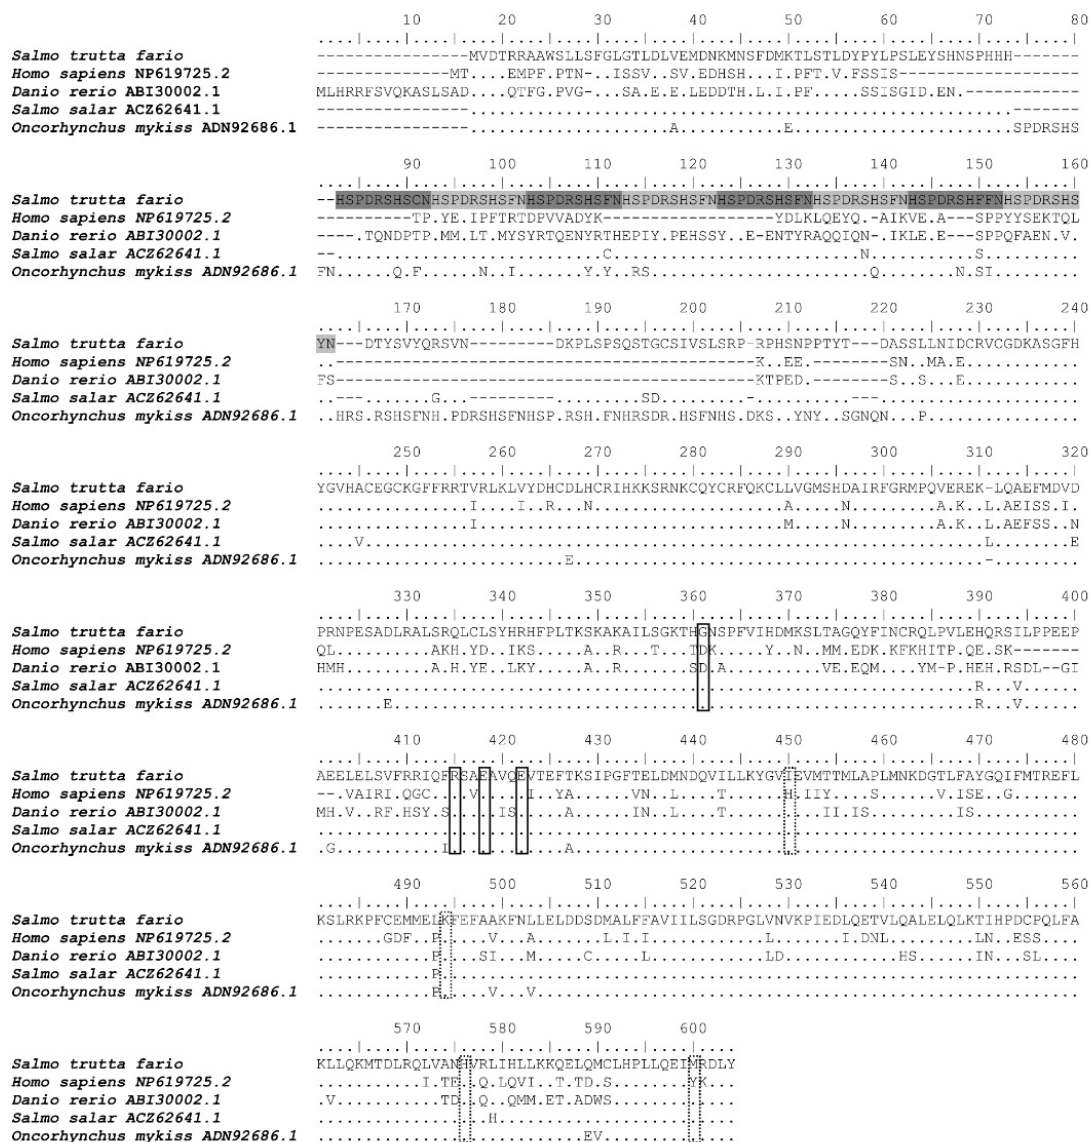 10 20 30 40 50 60 70 80
Salmo trutta fario ----------------MVDTRRAAWSLLSFGLGTLDLVEMDNKMNSFDMKTLSTLDYPYLPSLEYSHNSPHHH-------
Homo sapiens NP619725.2 --------------MT....EMPF.PTN-.ISSV..SV.EDHSH...I.PFT.V.FSSIS--------------------
Danio rerio ABI30002.1 MLHRRFSVQKASLSAD....QTFG.PVG-...SA.E.E.LEDDTH.L.I.PF.....SSISGID.EN.------------
Salmo salar ACZ62641.1
Oncorhynchus mykiss ADN92686.1 ----------------.....................A...........E.......................SPDRSHS
90 100 110 120 130 140 150 160
Salmo trutta fario --HSPDRSHSCNHSPDRSHSFNHSPDRSHSFNHSPDRSHSFNHSPDRSHSFNHSPDRSHSFNHSPDRSHFFNHSPDRSHS
Homo sapiens NP619725.2 ----------TP.YE.IPFTRTDPVVADYK---------------YDLKLQEYQ.-AIKVE.A..SPPYYSEKTQL
Danio rerio ABI30002.1 -----.TQNDPTP.MM.LT.MYSYRTQENYRTHEPIY.PEHSSY..-E-ENTYRAQQIQN-.IKLE.E..SPPQFAEN.V.
Salmo salar ACZ62641.1
Oncorhynchus mykiss ADN92686.1 FN......Q.F......N..I.......Y.Y..RS.......................Q........SI.........
170 180 190 200 210 220 230 240
Salmo trutta fario YN---DTYSVYQRSVN---------DKPLSPSQSTGCSIVSLSRP-RPHSNPPTYT--DASSLLNIDCRVCGDKASGFH
Homo sapiens NP619725.2
Danio rerio ABI30002.1
Salmo salar ACZ62641.1
Oncorhynchus mykiss ADN92686.1 ..HRS.RSHSFNH.PDRSHSFNHSP.RSH.FNHRSDR.HSFNHS.DKS..YNY..SGNQN..P.................
250 260 270 280 290 300 310 320
Salmo trutta fario YGVHACEGCKGFFRRTVRLKLVYDHCDLHCRIHKKSRNKCQYCRFQKCLLVGMSHDAIRFGRMPQVEREK-LQAEFMDVD
Homo sapiens NP619725.2 ................I....I..R...N....................A.....N.........A.K..L.AEISS.I.
Danio rerio ABI30002.1 ................I................................M.....N.........A.K..L.AEFSS..N
Salmo salar ACZ62641.1 ....V.................................................................L........E
Oncorhynchus mykiss ADN92686.1 ..........................E...........................................-.........
330 340 350 360 370 380 390 400
Salmo trutta fario PRNPESADLRALSRQLCLSYHRHFPLTKSKAKAILSGKTHGNSPFVIHDMKSLTAGQYFINCRQLPVLEHQRSILPPEEP
Homo sapiens NP619725.2 QL.......AKH.YD..IKS......R...T...TDK......Y..N...MM.EDK.KFKHITP.QE.SK-------
Danio rerio ABI30002.1 HMH...........A.H.YE..LKY....A..R.......SD.A..........TVE.EQM...YM-P.HEHRSDL--GI
Salmo salar ACZ62641.1 .....................................................................R...V......
Oncorhynchus mykiss ADN92686.1 .......E.............................................................R...V......
410 420 430 440 450 460 470 480
Salmo trutta fario AEELELSVFRRIQFRSAEAVQEVTEFTKSIPGFTELDMNDQVILLKYGVIEVMTTMLAPLMNKDGTLFAYGQIFMTREFL
Homo sapiens NP619725.2 --.VAIRI.QGC....V.....I..YA......VN..L....T......H.IIY...S........V.ISE..G......
Danio rerio ABI30002.1 MH.V..RF.HSY.S.....IS....A......IN..L....T..........II.IS.........IS...........
Salmo salar ACZ62641.1 ................................................................................
Oncorhynchus mykiss ADN92686.1 .G...........I............A.....................................................
490 500 510 520 530 540 550 560
Salmo trutta fario KSLRKPFCEMMELKFEFAAKFNLLELDDSDMALFFAVIILSGDRPGLVNVKPIEDLQETVLQALELQLKTIHPDCPQLFA
Homo sapiens NP619725.2 .......GDF...P.....V...A.......I.L.I............L.......I.DNL.........LN..ESS...
Danio rerio ABI30002.1 ............P....SI...M.....C.....L............LD............HS......IN...SL...
Salmo salar ACZ62641.1 ............P...................................................................
Oncorhynchus mykiss ADN92686.1 ............P.....V...V.........................................................
570 580 590 600
Salmo trutta fario KLLQKMTDLRQLVANHVRLIHLLKKQELQMCLHPLLQEIMRDLY
Homo sapiens NP619725.2 ...........I.TE..Q.LQVI..T.TD.S........YK...
Danio rerio ABI30002.1 .V...........TD..Q..QMM..ET.ADWS............
Salmo salar ACZ62641.1 ..................H.........................
Oncorhynchus mykiss ADN92686.1 ............................EV..............